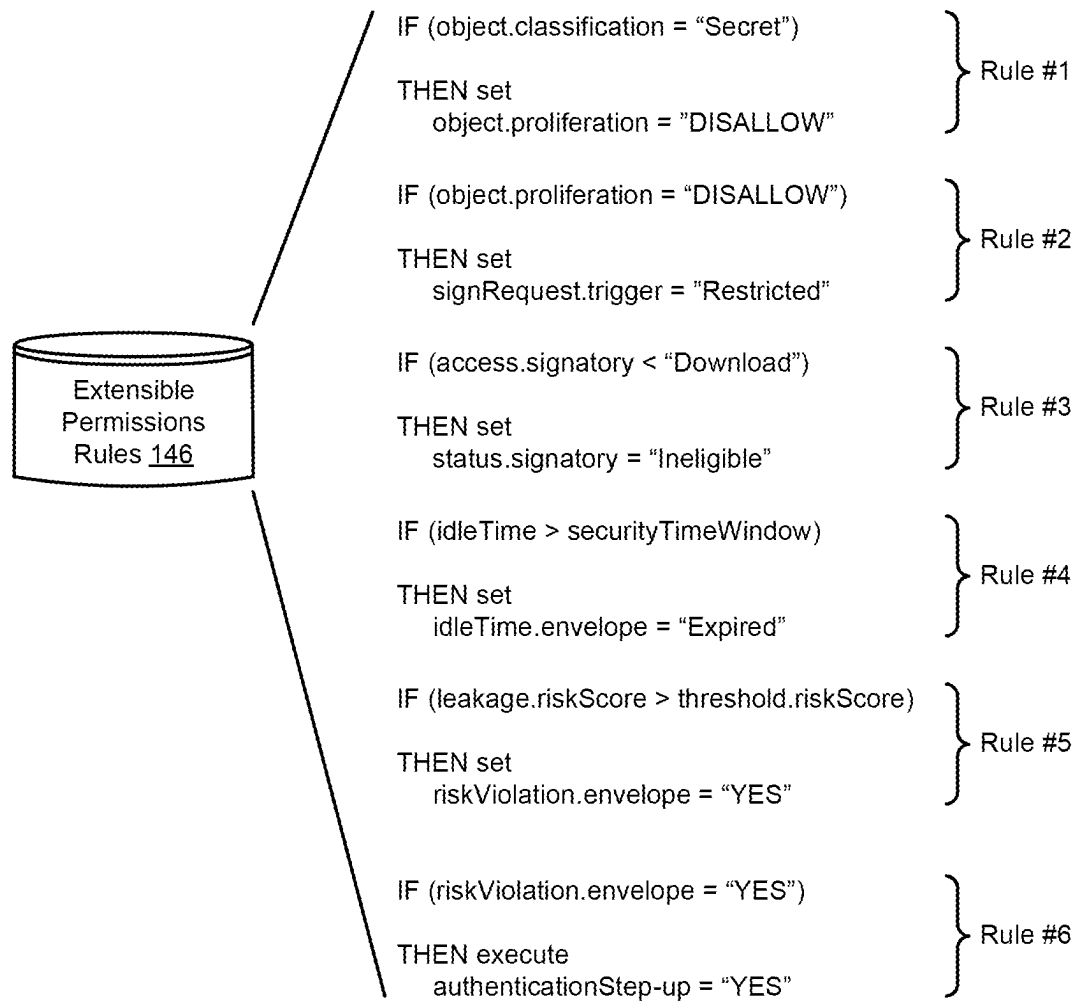 IF (object.classification = “Secret”)
THEN set
object.proliferation = ”DISALLOW”
Rule #1
IF (object.proliferation = “DISALLOW”)
THEN set
signRequest.trigger = ”Restricted”
Rule #2
Extensible
Permissions
Rules 146
IF (access.signatory < “Download”)
THEN set
status.signatory = “Ineligible”
Rule #3
IF (idleTime > securityTimeWindow)
THEN set
idleTime.envelope = “Expired”
Rule #4
IF (leakage.riskScore > threshold.riskScore)
THEN set
riskViolation.envelope = “YES”
Rule #5
IF (riskViolation.envelope = “YES”)
THEN execute
authenticationStep-up = “YES”
Rule #6